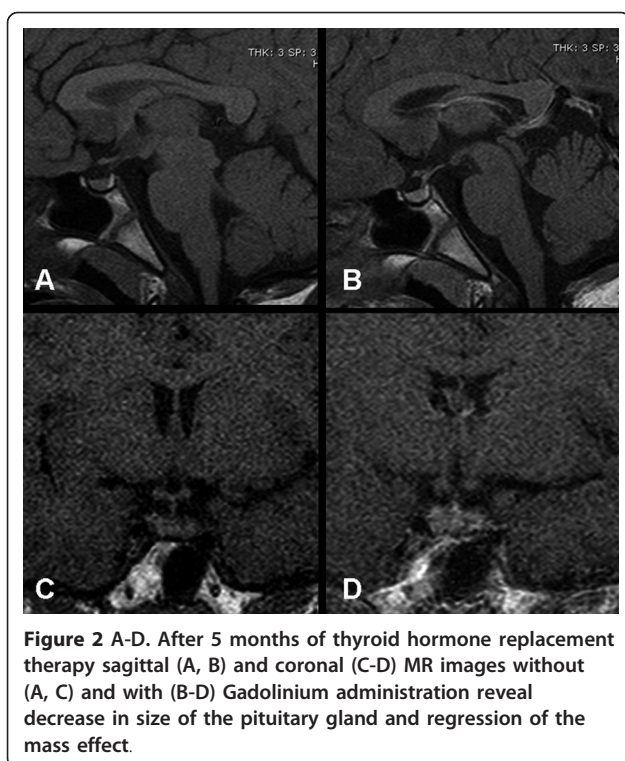 THK: 3 SP: 3
H
THK: 3 SP: 3
H
A
B
C
D
Figure 2 A-D. After 5 months of thyroid hormone replacement
therapy sagittal (A, B) and coronal (C-D) MR images without
(A, C) and with (B-D) Gadolinium administration reveal
decrease in size of the pituitary gland and regression of the
mass effect.